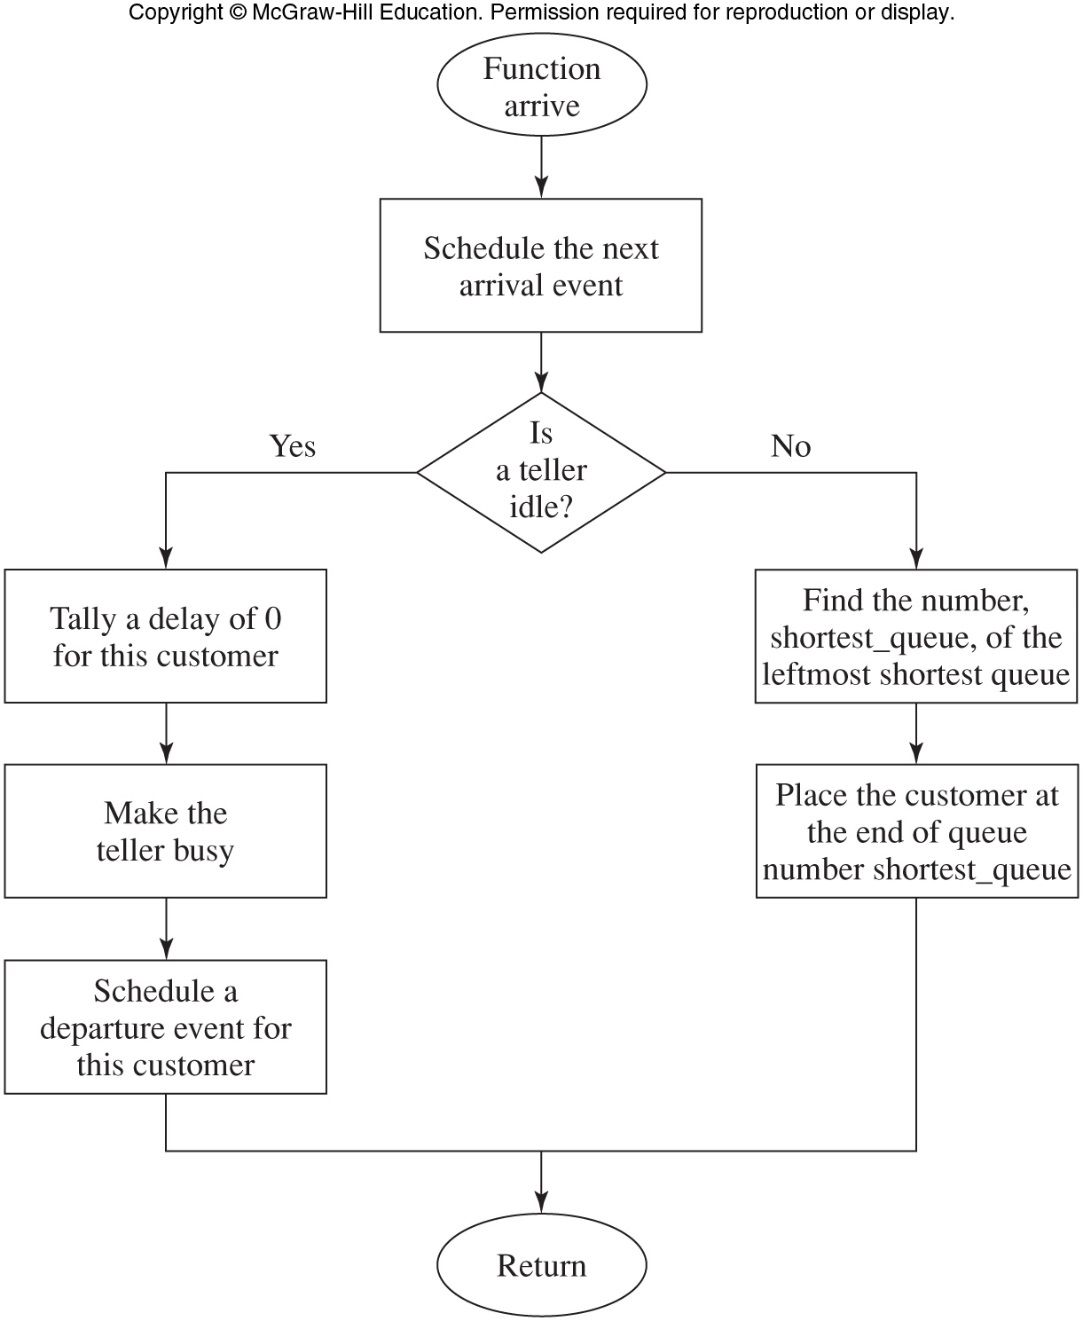 Copyright © McGraw-Hill Education. Permission required for reproduction or display.
Function
arrive
Schedule the next
arrival event
Is
a teller
idle?
Yes
No
Tally a delay of 0
for this customer
Make the
teller busy
Schedule a
departure event for
this customer
Find the number,
shortest_queue, of the
leftmost shortest queue
Place the customer at
the end of queue
number shortest_queue
Return